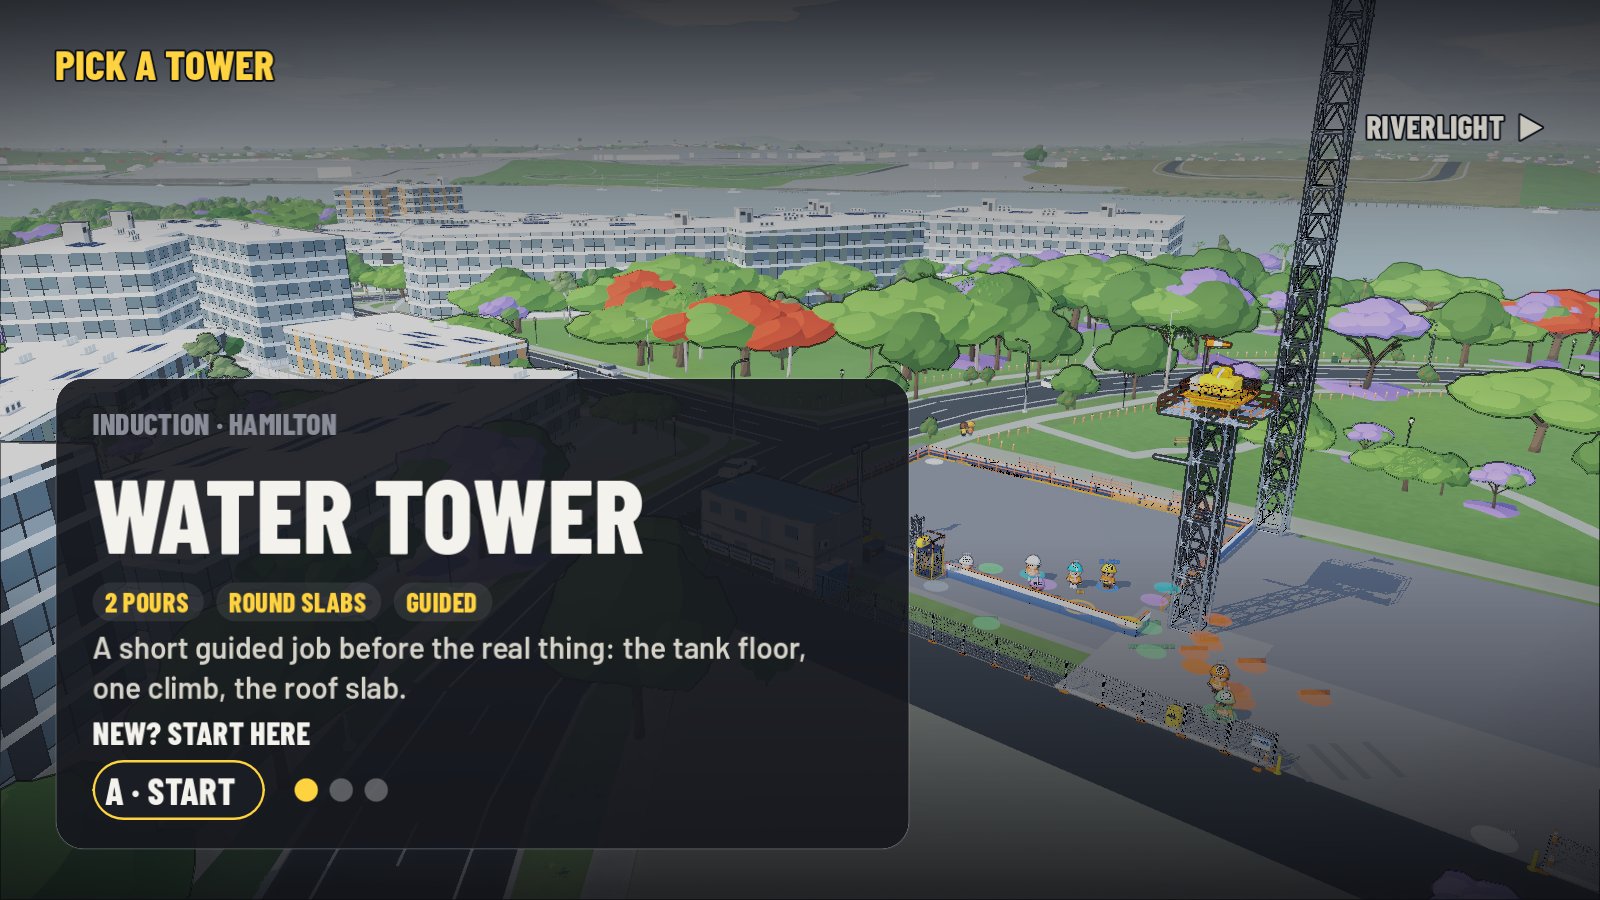 PICK A TOWER
RIVERLIGHT
INDUCTION · HAMILTON
WATER TOWER
2 POURS
ROUND SLABS
GUIDED
A short guided job before the real thing: the tank floor,
one climb, the roof slab.
NEW? START HERE
A · START